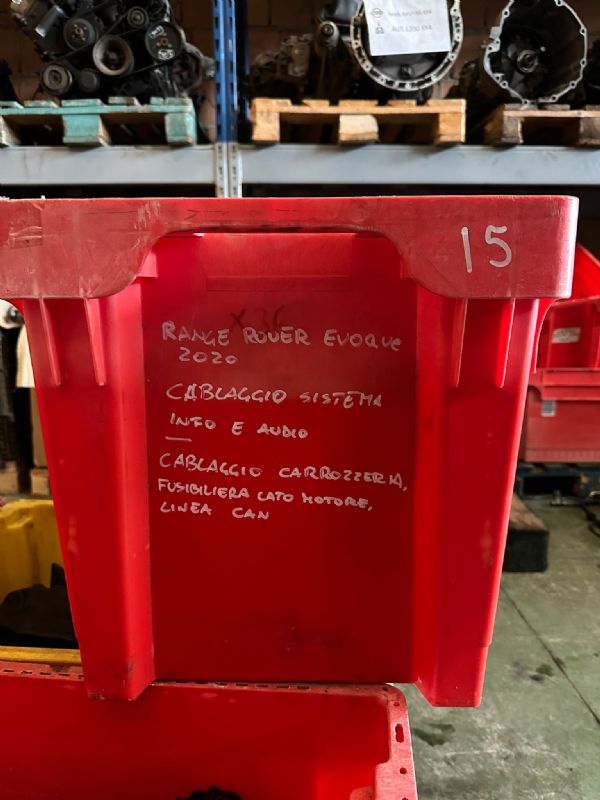 15
RANGE ROVER EVOQUE
2020
CABLAGGIO SISTEMA
INFO E AUDIO
CABLAGGIO CARROZZERIA,
FUSIBILIERA LATO MOTORE,
LINEA CAN